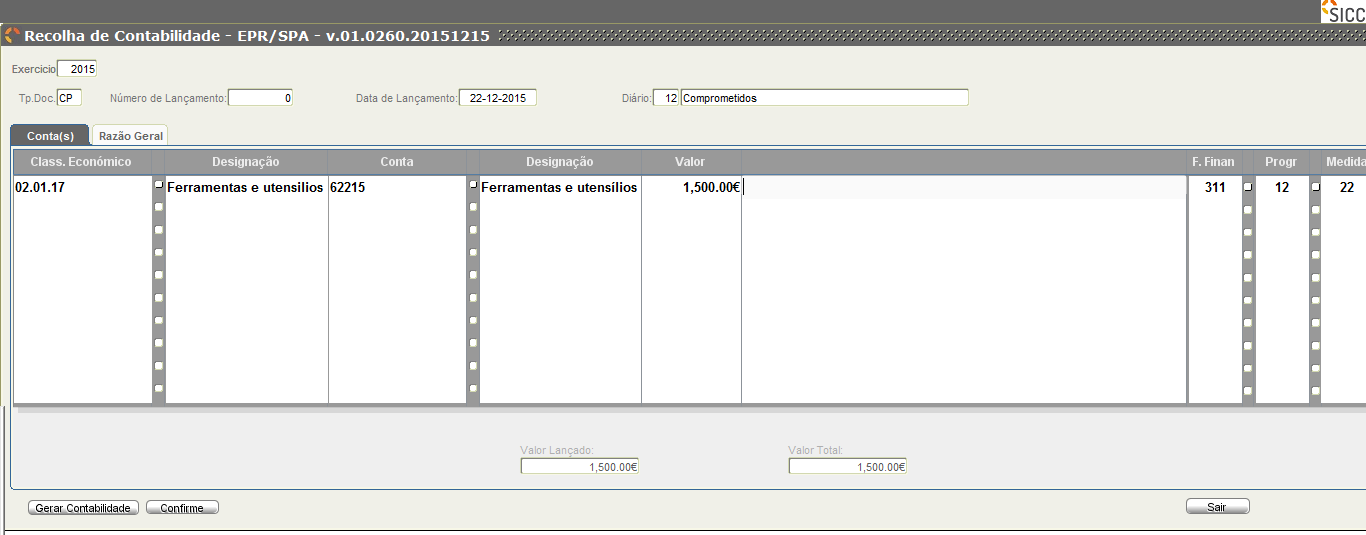 SICC
Recolha de Contabilidade - EPR/SPA - v.01.0260.20151215
Exercicio 2015
Tp.Doc. CP Número de Lançamento: 0 Data de Lançamento: 22-12-2015 Diário: 12 Comprometidos
Conta(s) Razão Geral
Class. Económico Designação Conta Designação Valor F. Finan Progr Medida
02.01.17 Ferramentas e utensilios 62215 Ferramentas e utensílios 1,500.00€ 311 12 22
Valor Lançado: Valor Total:
1,500.00€ 1,500.00€
Gerar Contabilidade Confirme Sair